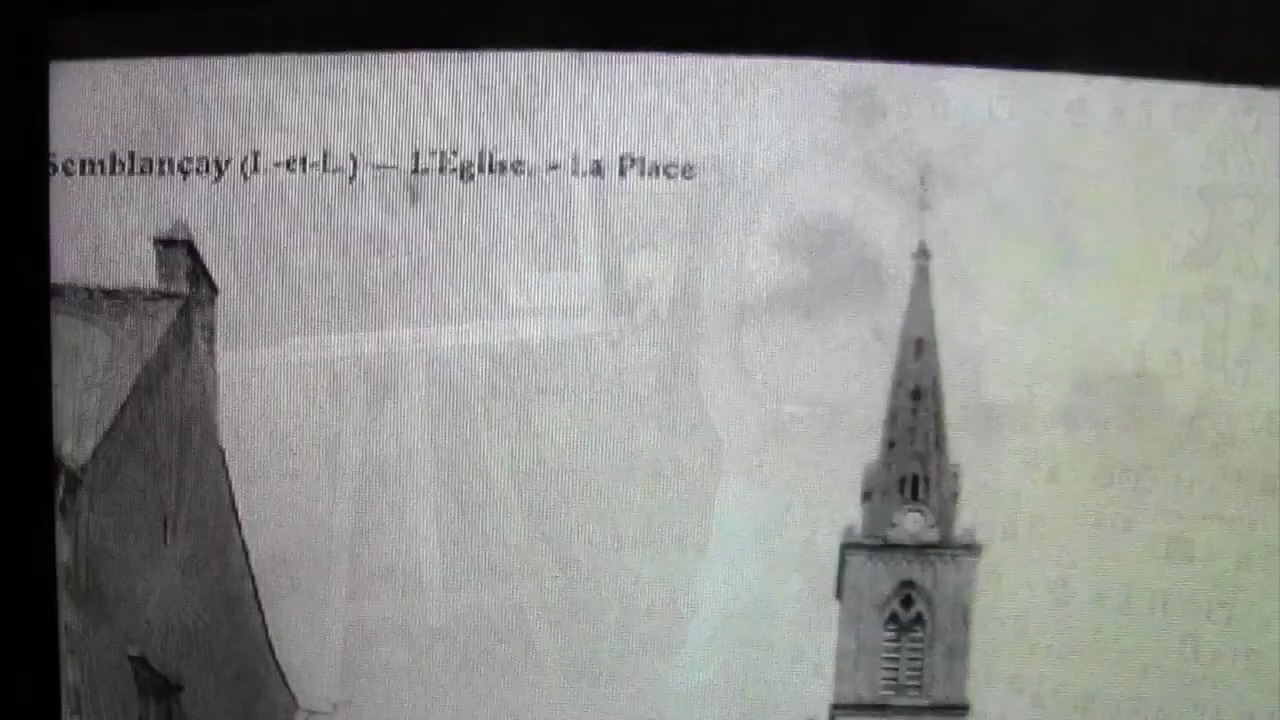 Semblançay (I.-et-L.) — L'Eglise. - La Place